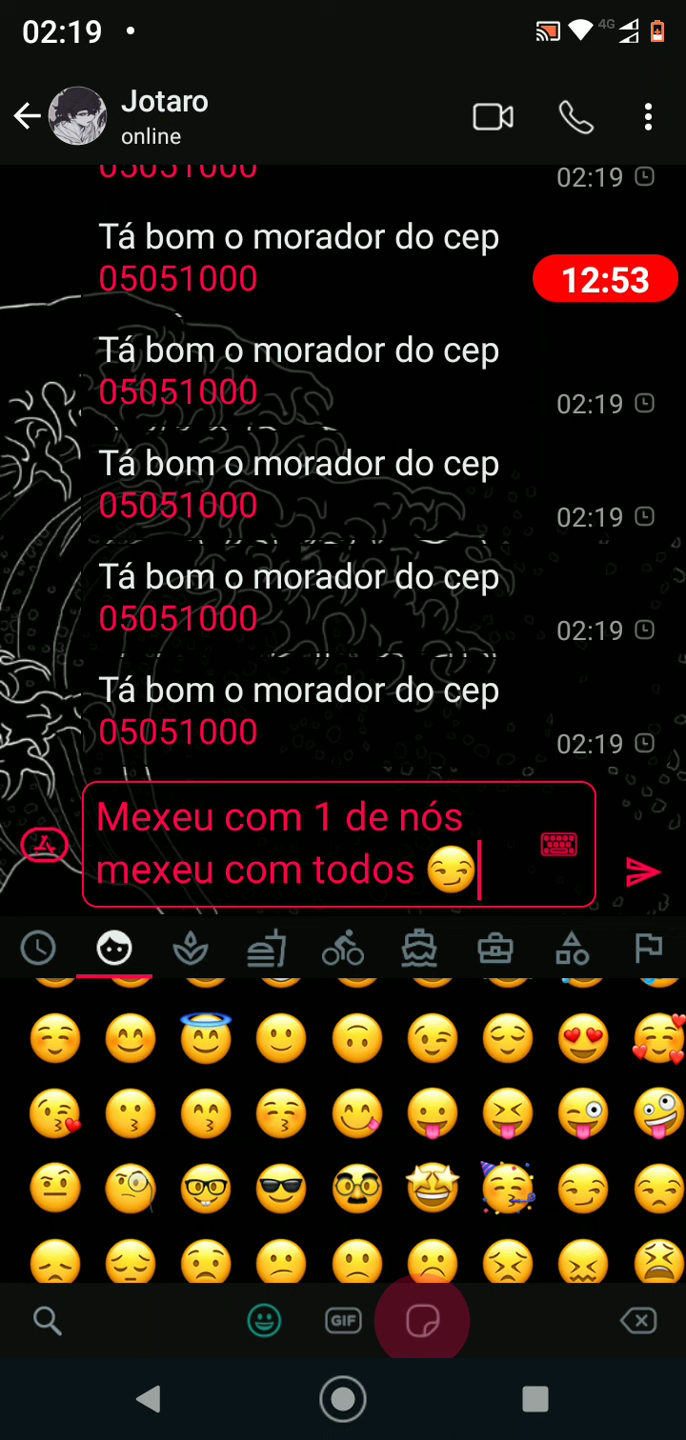 02:19
4G
Jotaro
online
05051000
02:19
Tá bom o morador do cep
05051000
12:53
Tá bom o morador do cep
05051000
02:19
Tá bom o morador do cep
05051000
02:19
Tá bom o morador do cep
05051000
02:19
Tá bom o morador do cep
05051000
02:19
Mexeu com 1 de nós
mexeu com todos 😏
GIF